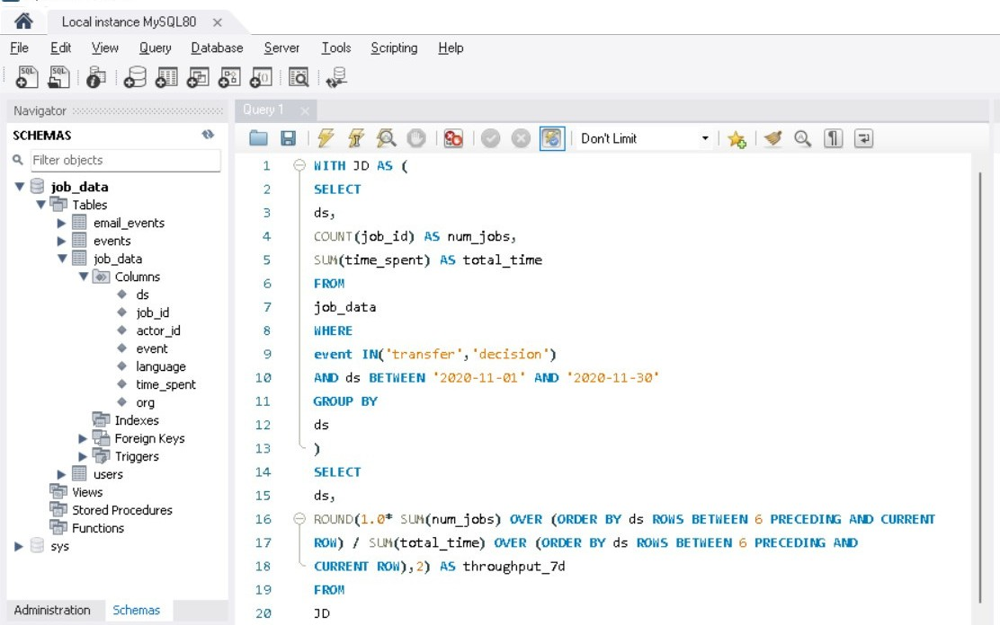 Local instance MySQL80
File Edit View Query Database Server Tools Scripting Help
Navigator
SCHEMAS
Filter objects
job_data
Tables
email_events
events
job_data
Columns
ds
job_id
actor_id
event
language
time_spent
org
Indexes
Foreign Keys
Triggers
users
Views
Stored Procedures
Functions
sys
Administration Schemas
Query 1
Don't Limit
1 WITH JD AS (
2 SELECT
3 ds,
4 COUNT(job_id) AS num_jobs,
5 SUM(time_spent) AS total_time
6 FROM
7 job_data
8 WHERE
9 event IN('transfer','decision')
10 AND ds BETWEEN '2020-11-01' AND '2020-11-30'
11 GROUP BY
12 ds
13 )
14 SELECT
15 ds,
16 ROUND(1.0* SUM(num_jobs) OVER (ORDER BY ds ROWS BETWEEN 6 PRECEDING AND CURRENT
17 ROW) / SUM(total_time) OVER (ORDER BY ds ROWS BETWEEN 6 PRECEDING AND
18 CURRENT ROW),2) AS throughput_7d
19 FROM
20 JD